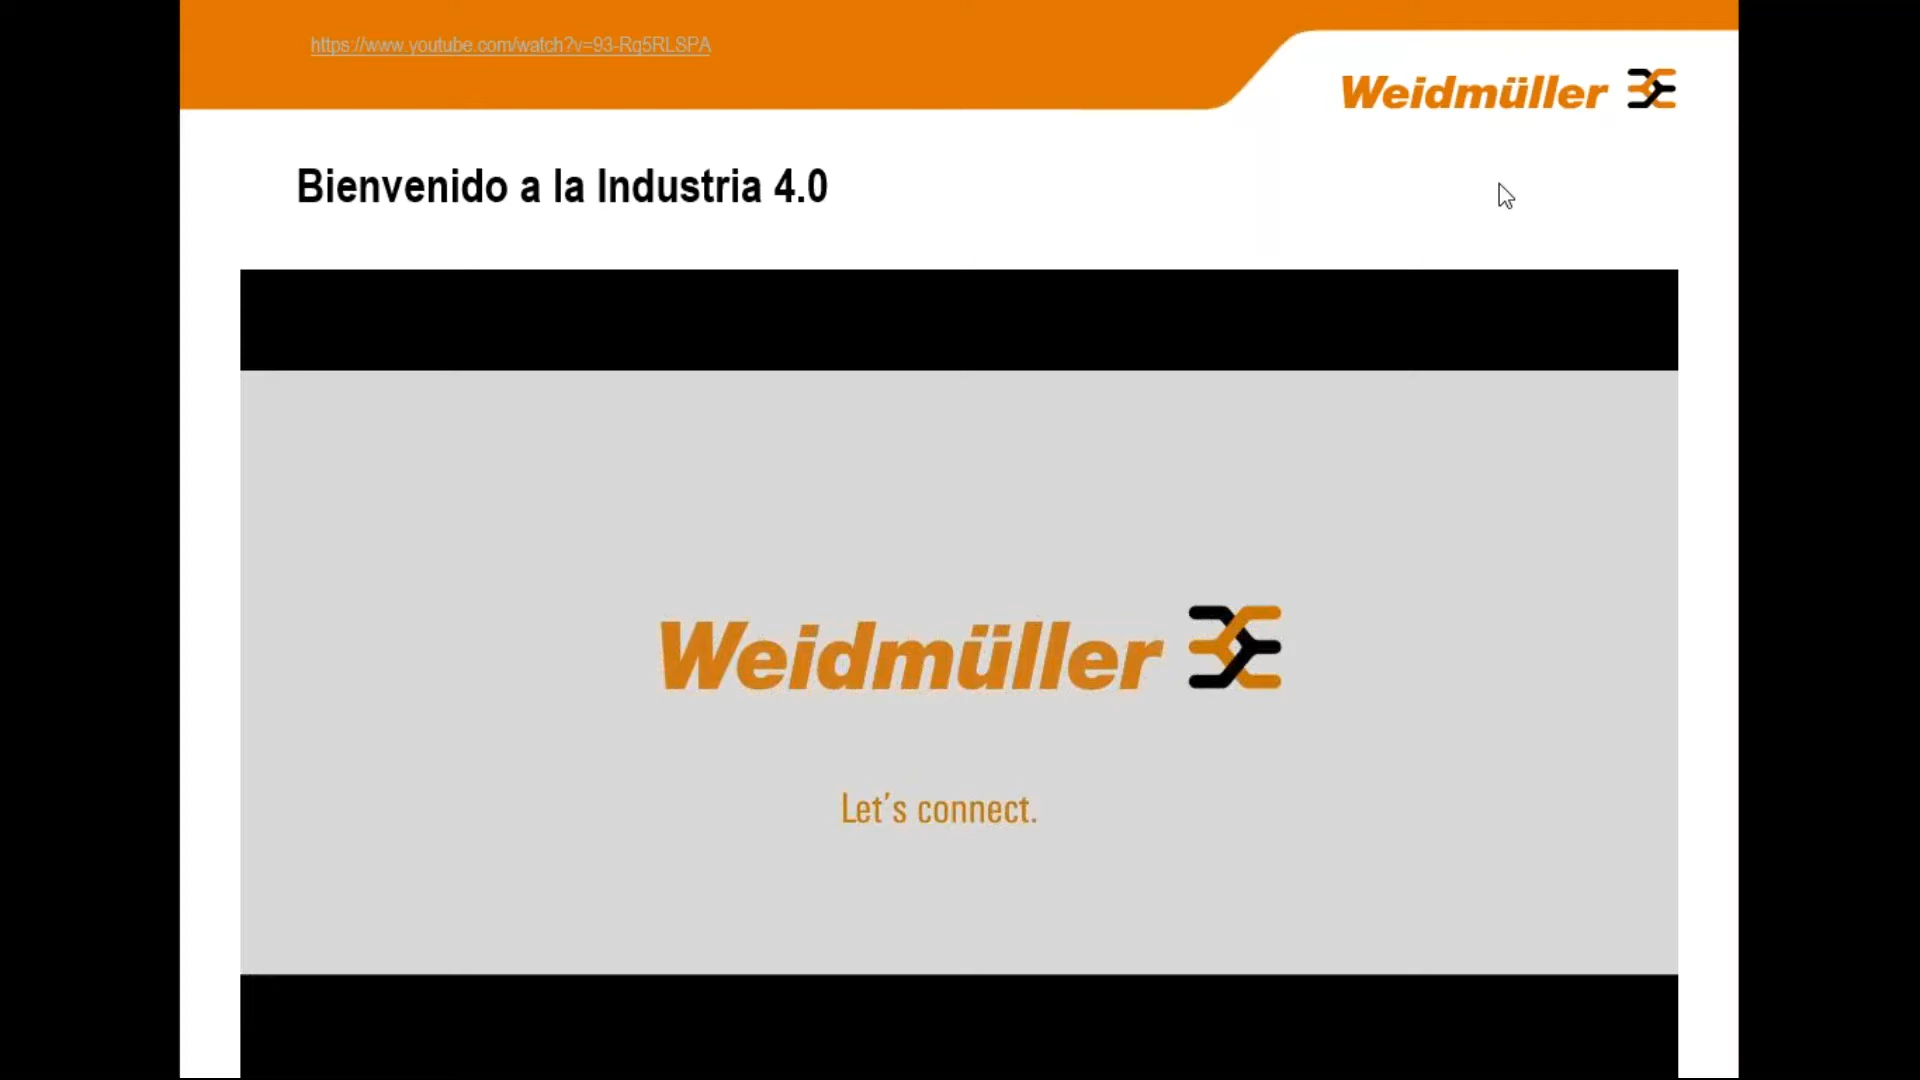 https://www.youtube.com/watch?v=93-Rg5RLSPA
Weidmüller
Bienvenido a la Industria 4.0
Weidmüller
Let's connect.